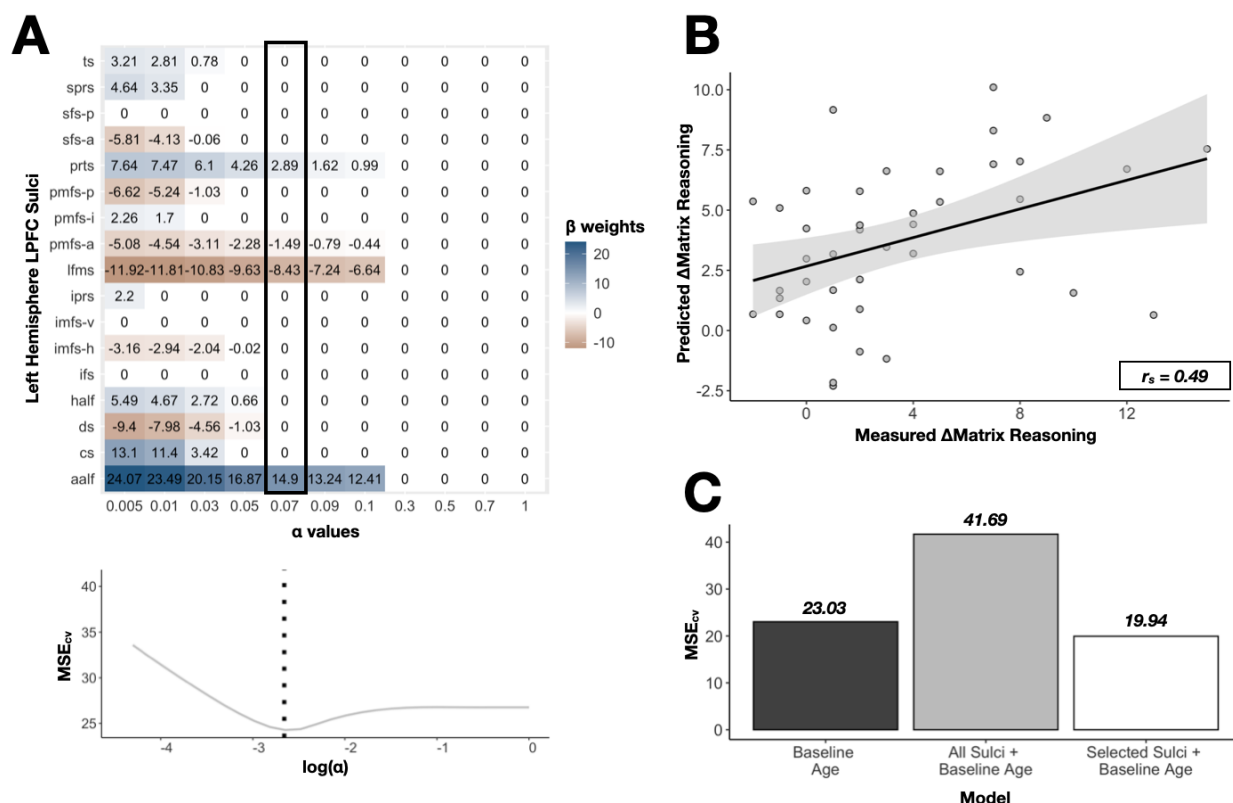 A
ts 3.21 2.81 0.78 0 0 0 0 0 0 0 0
sprs 4.64 3.35 0 0 0 0 0 0 0 0 0
sfs-p 0 0 0 0 0 0 0 0 0 0 0
sfs-a -5.81 -4.13 -0.06 0 0 0 0 0 0 0 0
prts 7.64 7.47 6.1 4.26 2.89 1.62 0.99 0 0 0 0
pmfs-p -6.62 -5.24 -1.03 0 0 0 0 0 0 0 0
pmfs-i 2.26 1.7 0 0 0 0 0 0 0 0 0
pmfs-a -5.08 -4.54 -3.11 -2.28 -1.49 -0.79 -0.44 0 0 0 0
lfms -11.92 -11.81 -10.83 -9.63 -8.43 -7.24 -6.64 0 0 0 0
iprs 2.2 0 0 0 0 0 0 0 0 0 0
imfs-v 0 0 0 0 0 0 0 0 0 0 0
imfs-h -3.16 -2.94 -2.04 -0.02 0 0 0 0 0 0 0
ifs 0 0 0 0 0 0 0 0 0 0 0
half 5.49 4.67 2.72 0.66 0 0 0 0 0 0 0
ds -9.4 -7.98 -4.56 -1.03 0 0 0 0 0 0 0
cs 13.1 11.4 3.42 0 0 0 0 0 0 0 0
aalf 24.07 23.49 20.15 16.87 14.9 13.24 12.41 0 0 0 0
0.005 0.01 0.03 0.05 0.07 0.09 0.1 0.3 0.5 0.7 1
α values
Left Hemisphere LPFC Sulci
β weights
20
10
0
-10
40
35
30
25
MSEcv
-4 -3 -2 -1 0
log(α)
B
10.0
7.5
5.0
2.5
0.0
-2.5
Predicted ΔMatrix Reasoning
rs = 0.49
0 4 8 12
Measured ΔMatrix Reasoning
C
40
30
20
10
0
MSEcv
23.03
41.69
19.94
Baseline
Age
All Sulci +
Baseline Age
Selected Sulci +
Baseline Age
Model